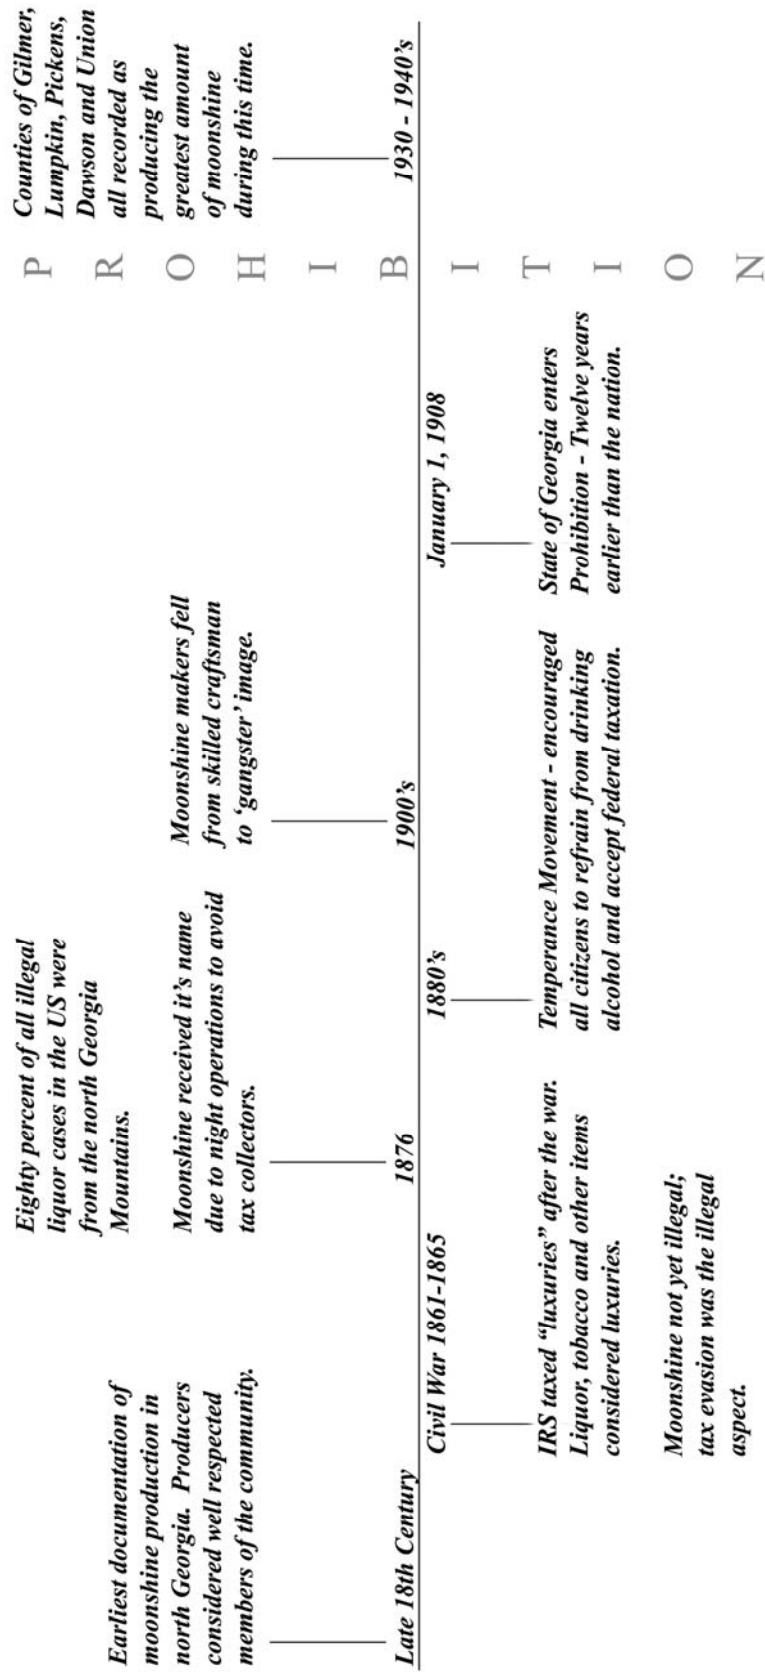 Earliest documentation of
moonshine production in
north Georgia. Producers
considered well respected
members of the community.
Late 18th Century
Civil War 1861-1865
IRS taxed “luxuries” after the war.
Liquor, tobacco and other items
considered luxuries.
Moonshine not yet illegal;
tax evasion was the illegal
aspect.
Eighty percent of all illegal
liquor cases in the US were
from the north Georgia
Mountains.
Moonshine received it’s name
due to night operations to avoid
tax collectors.
1876
1880’s
Temperance Movement - encouraged
all citizens to refrain from drinking
alcohol and accept federal taxation.
Moonshine makers fell
from skilled craftsman
to ‘gangster’ image.
1900’s
January 1, 1908
State of Georgia enters
Prohibition - Twelve years
earlier than the nation.
P
R
O
H
I
B
I
T
I
O
N
Counties of Gilmer,
Lumpkin, Pickens,
Dawson and Union
all recorded as
producing the
greatest amount
of moonshine
during this time.
1930 - 1940’s